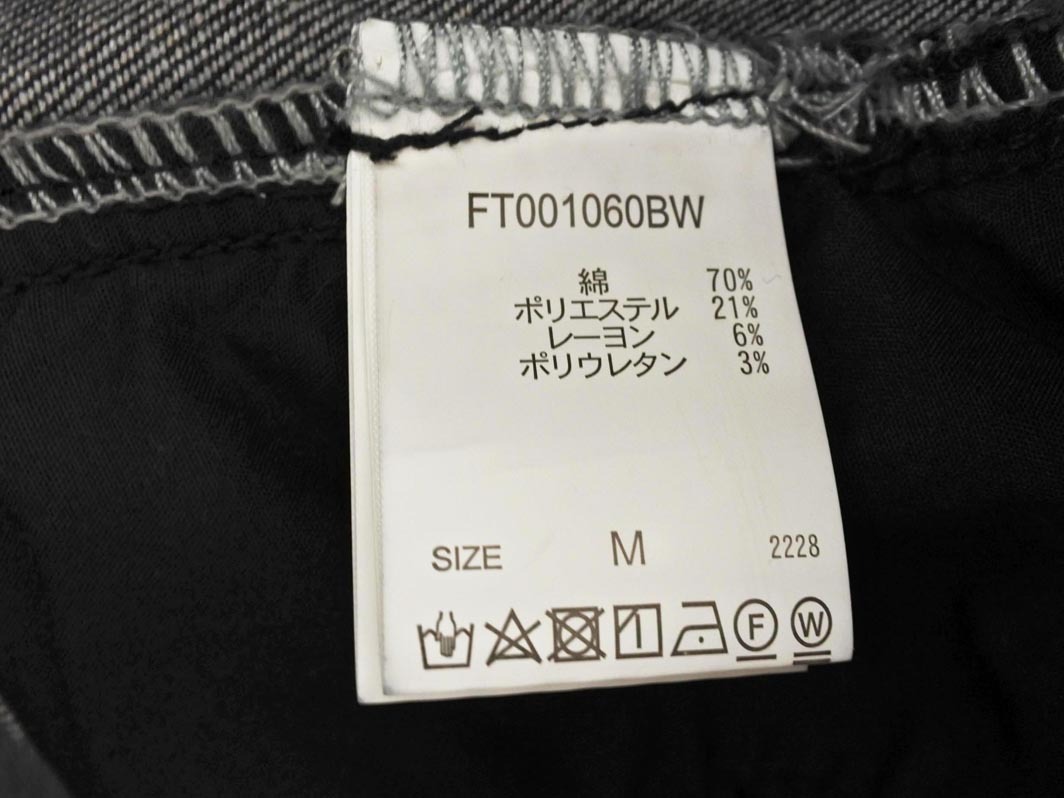 FT001060BW
綿 70%
ポリエステル 21%
レーヨン 6%
ポリウレタン 3%
SIZE M 2228
F W